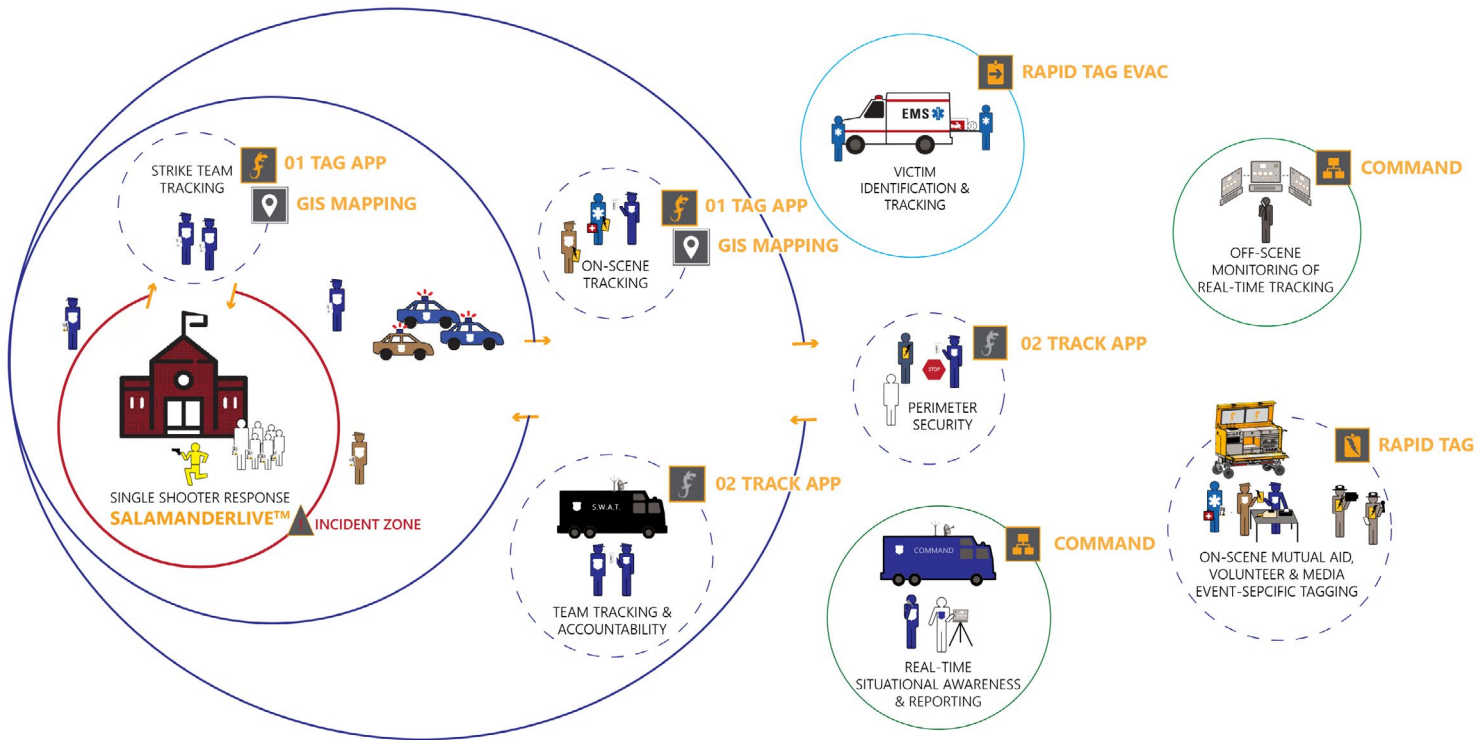 STRIKE TEAM
TRACKING
01 TAG APP
GIS MAPPING
SINGLE SHOOTER RESPONSE
SALAMANDERLIVE™
! INCIDENT ZONE
01 TAG APP
GIS MAPPING
ON-SCENE
TRACKING
S.W.A.T.
02 TRACK APP
TEAM TRACKING &
ACCOUNTABILITY
RAPID TAG EVAC
EMS
VICTIM
IDENTIFICATION &
TRACKING
02 TRACK APP
STOP
PERIMETER
SECURITY
COMMAND
COMMAND
REAL-TIME
SITUATIONAL AWARENESS
& REPORTING
COMMAND
OFF-SCENE
MONITORING OF
REAL-TIME TRACKING
RAPID TAG
ON-SCENE MUTUAL AID,
VOLUNTEER & MEDIA
EVENT-SEPCIFIC TAGGING